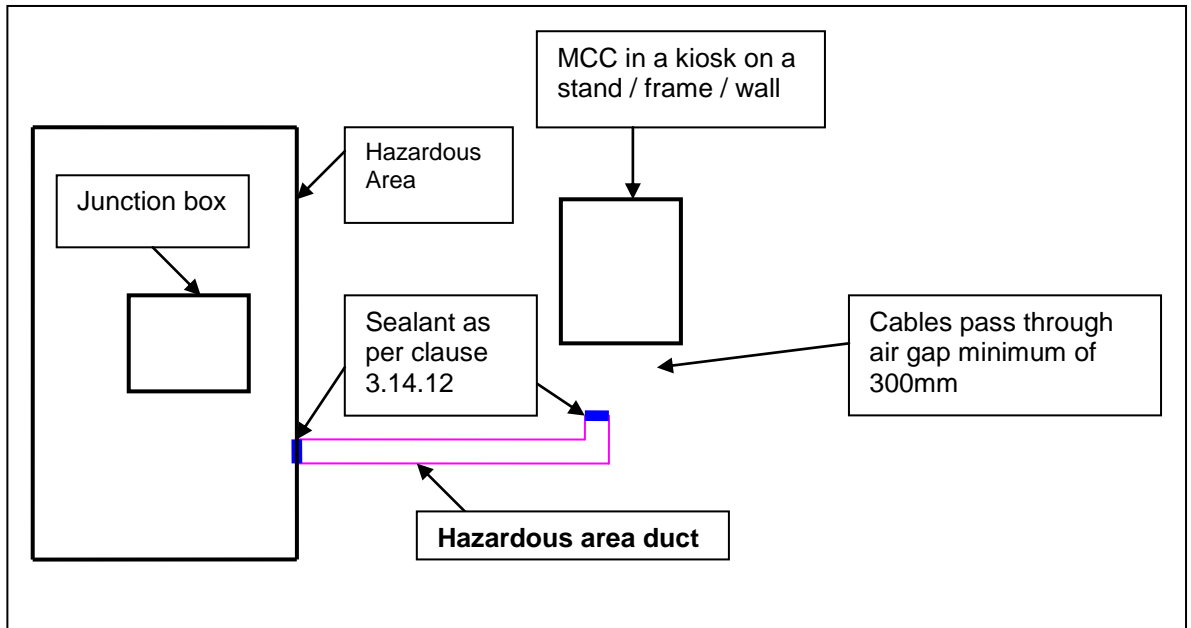 MCC in a kiosk on a
stand / frame / wall
Hazardous
Area
Junction box
Sealant as
per clause
3.14.12
Cables pass through
air gap minimum of
300mm
Hazardous area duct